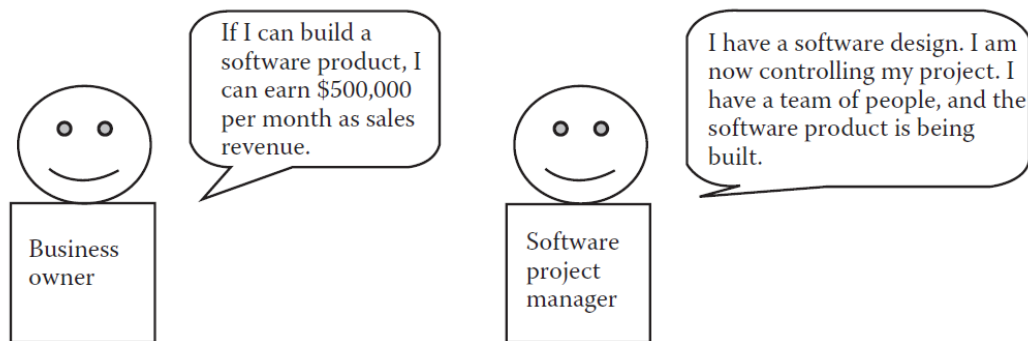 If I can build a
software product, I
can earn $500,000
per month as sales
revenue.
Business
owner
I have a software design. I am
now controlling my project. I
have a team of people, and the
software product is being
built.
Software
project
manager